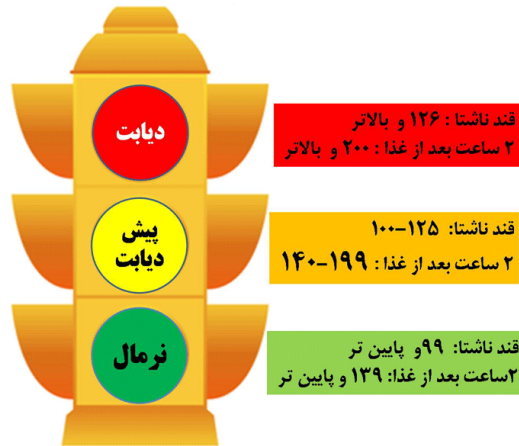 دیابت
قند ناشتا : ۱۲۶ و بالاتر
۲ ساعت بعد از غذا : ۲۰۰ و بالاتر
پیش
دیابت
قند ناشتا: ۱۲۵-۱۰۰
۲ ساعت بعد از غذا : ۱۹۹-۱۴۰
نرمال
قند ناشتا: ۹۹و پایین تر
۲ساعت بعد از غذا: ۱۳۹ و پایین تر